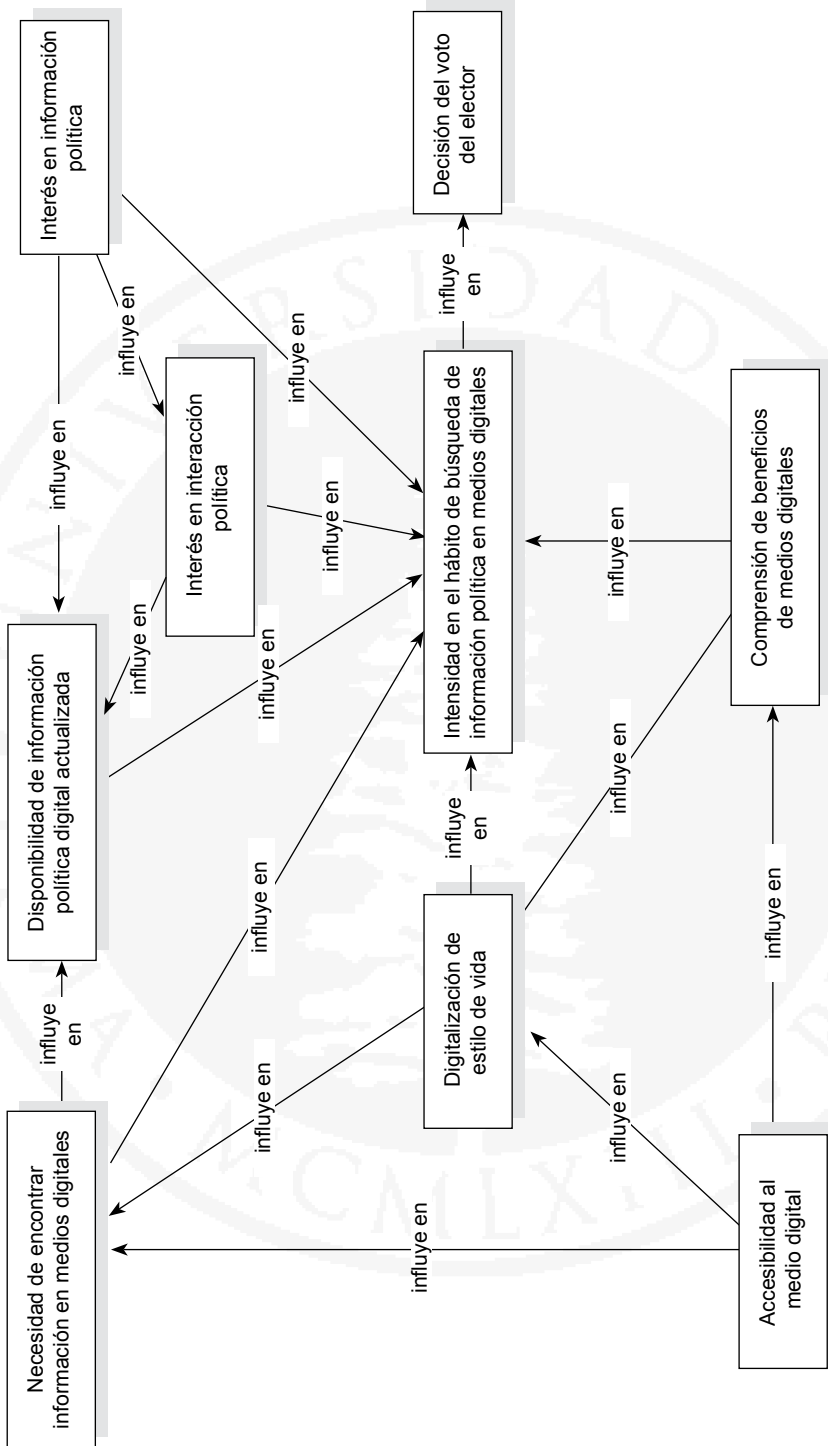 Necesidad de encontrar
información en medios digitales
influye
en
Disponibilidad de información
política digital actualizada
influye en
Interés en información
política
influye en
influye en
Interés en interacción
política
influye en
influye en
influye en
influye en
influye en
influye en
Digitalización de
estilo de vida
influye
en
Intensidad en el hábito de búsqueda de
información política en medios digitales
influye
en
Decisión del voto
del elector
influye en
influye en
influye en
Accesibilidad al
medio digital
influye en
Comprensión de beneficios
de medios digitales